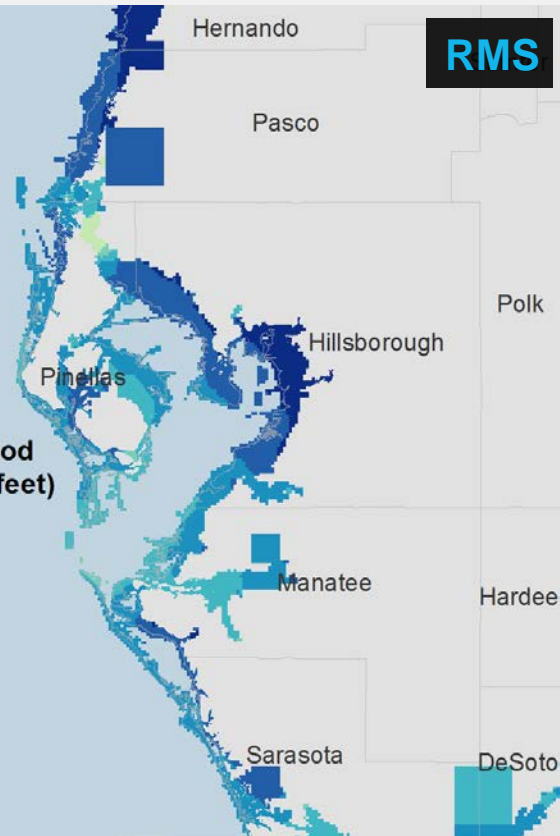 Hernando
RMS
Pasco
Polk
Hillsborough
Pinellas
od
feet)
Manatee
Hardee
Sarasota
DeSoto